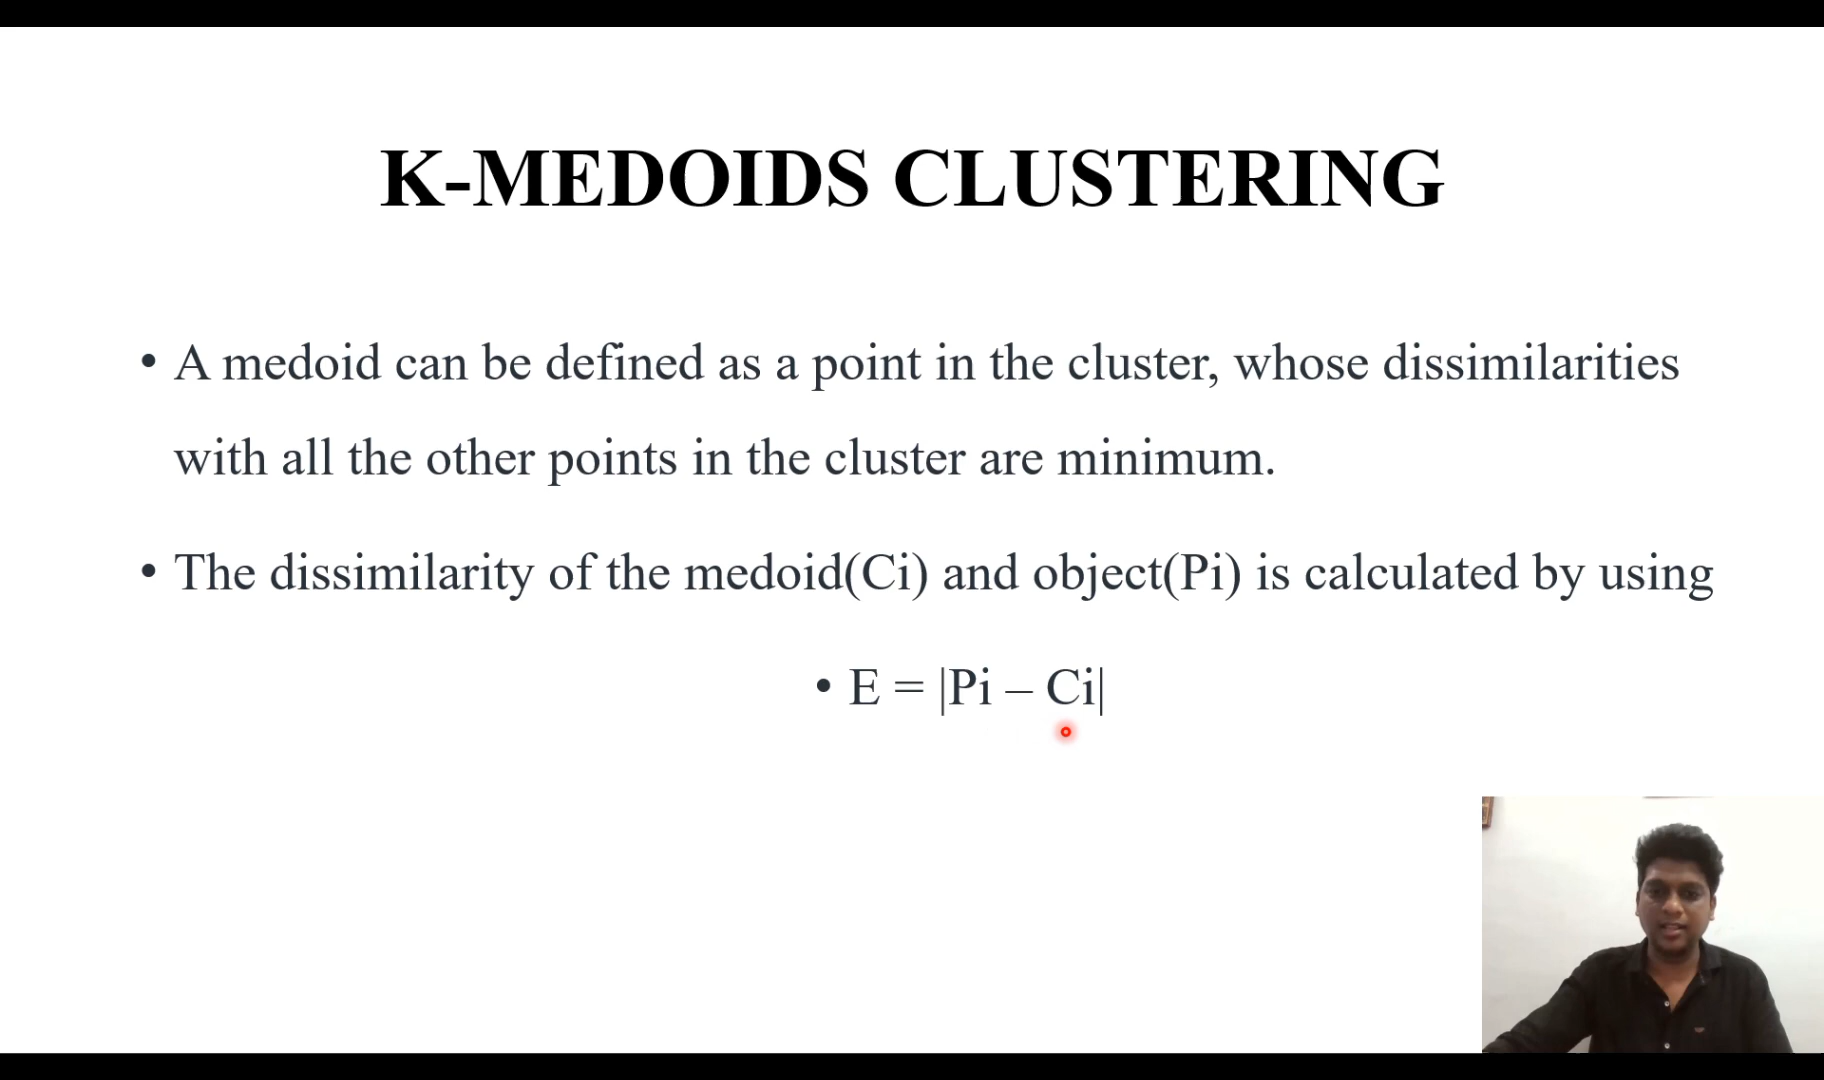 K-MEDOIDS CLUSTERING
• A medoid can be defined as a point in the cluster, whose dissimilarities
with all the other points in the cluster are minimum.
• The dissimilarity of the medoid(Ci) and object(Pi) is calculated by using
• E = |Pi – Ci|